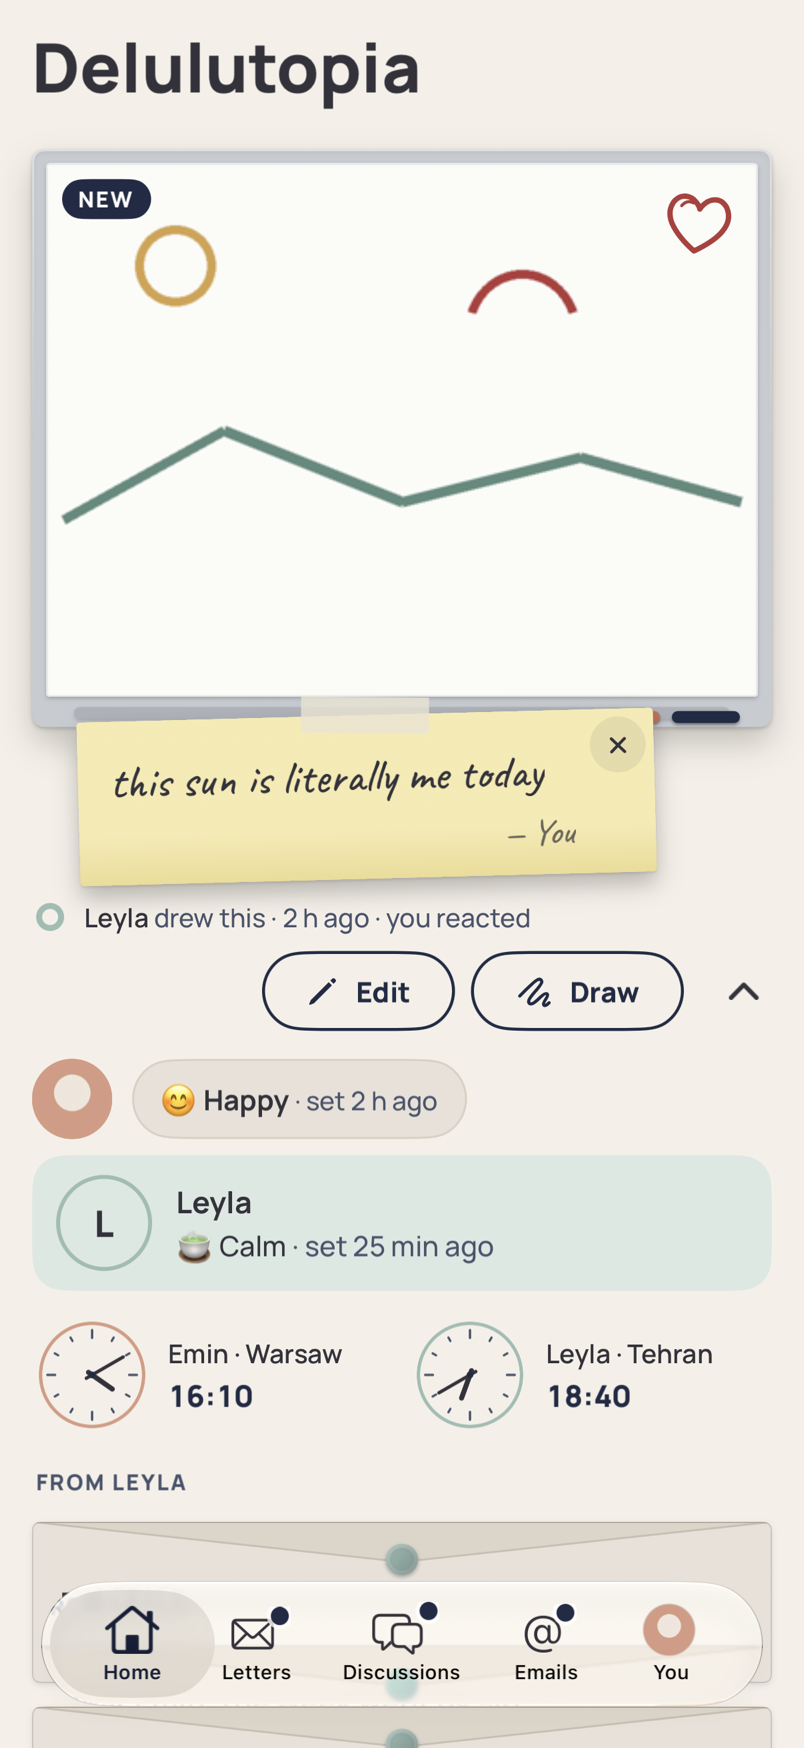 Delulutopia
NEW
this sun is literally me today
– You
Leyla drew this · 2 h ago · you reacted
Edit
Draw
😊 Happy · set 2 h ago
L
Leyla
🍵 Calm · set 25 min ago
Emin · Warsaw
16:10
Leyla · Tehran
18:40
FROM LEYLA
Home
Letters
Discussions
Emails
You